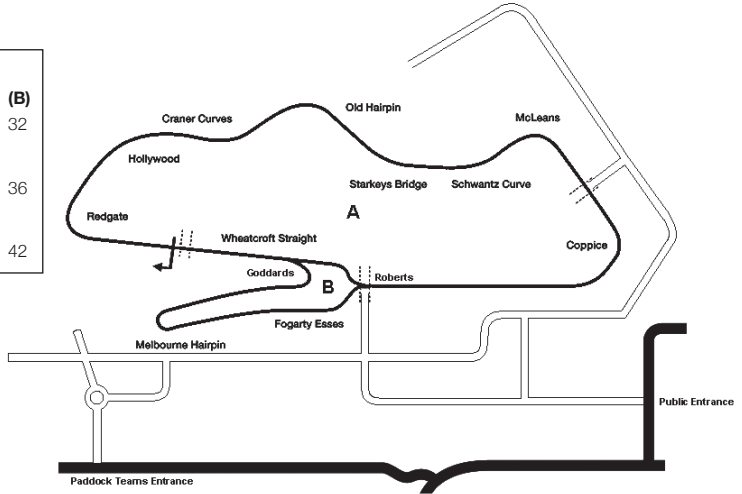 (B)
32
36
42
Old Hairpin
Craner Curves
McLeans
Hollywood
Starkeys Bridge
Schwantz Curve
A
Redgate
Wheatcroft Straight
Coppice
Goddards
Roberts
B
Fogarty Esses
Melbourne Hairpin
Public Entrance
Paddock Teams Entrance